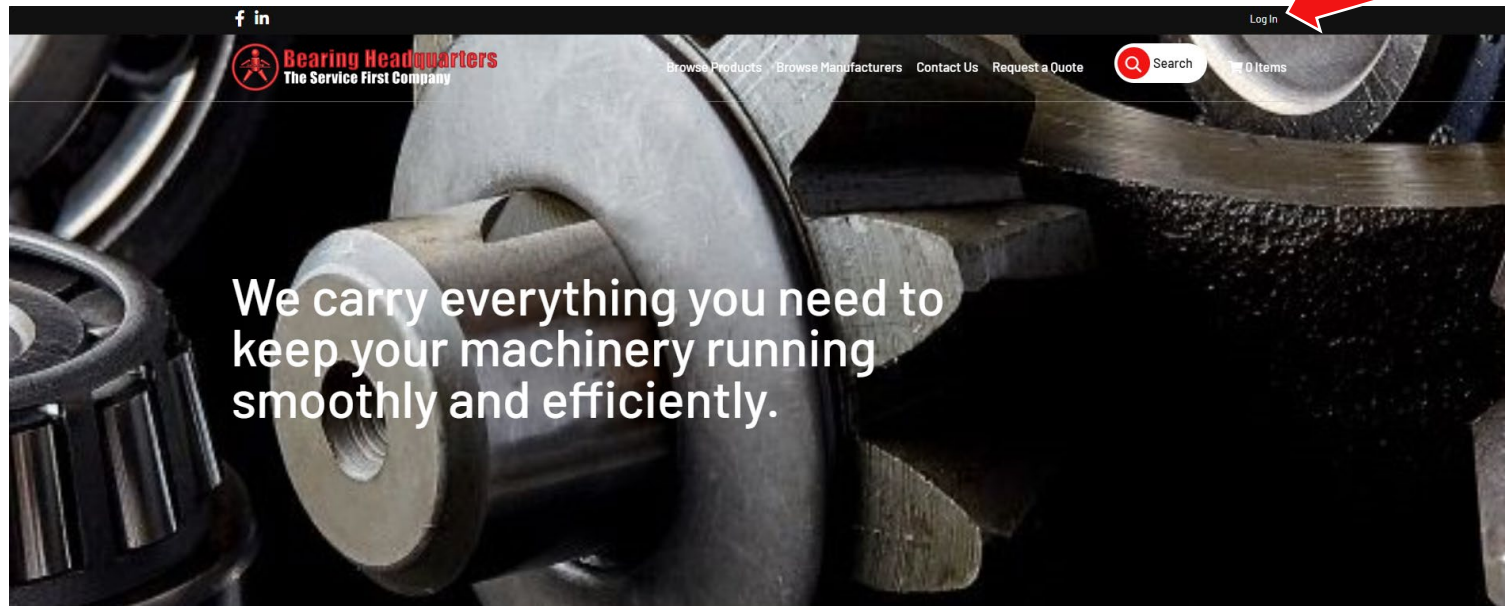 f in
Log In
Bearing Headquarters
The Service First Company
Browse Products Browse Manufacturers Contact Us Request a Quote Search 0 Items
We carry everything you need to
keep your machinery running
smoothly and efficiently.